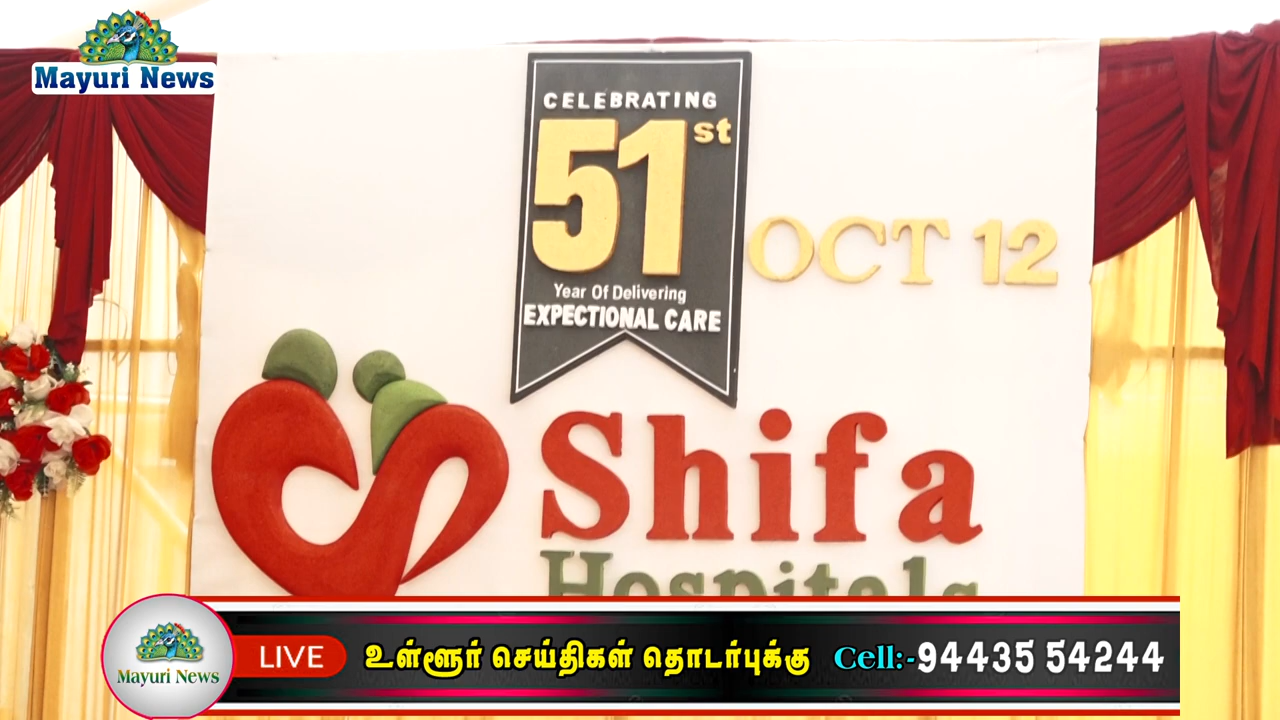 Mayuri News
CELEBRATING
51st
OCT 12
Year Of Delivering
EXPECTIONAL CARE
Shifa
Hospitals
LIVE
உள்ளூர் செய்திகள் தொடர்புக்கு
Cell:-94435 54244
Mayuri News